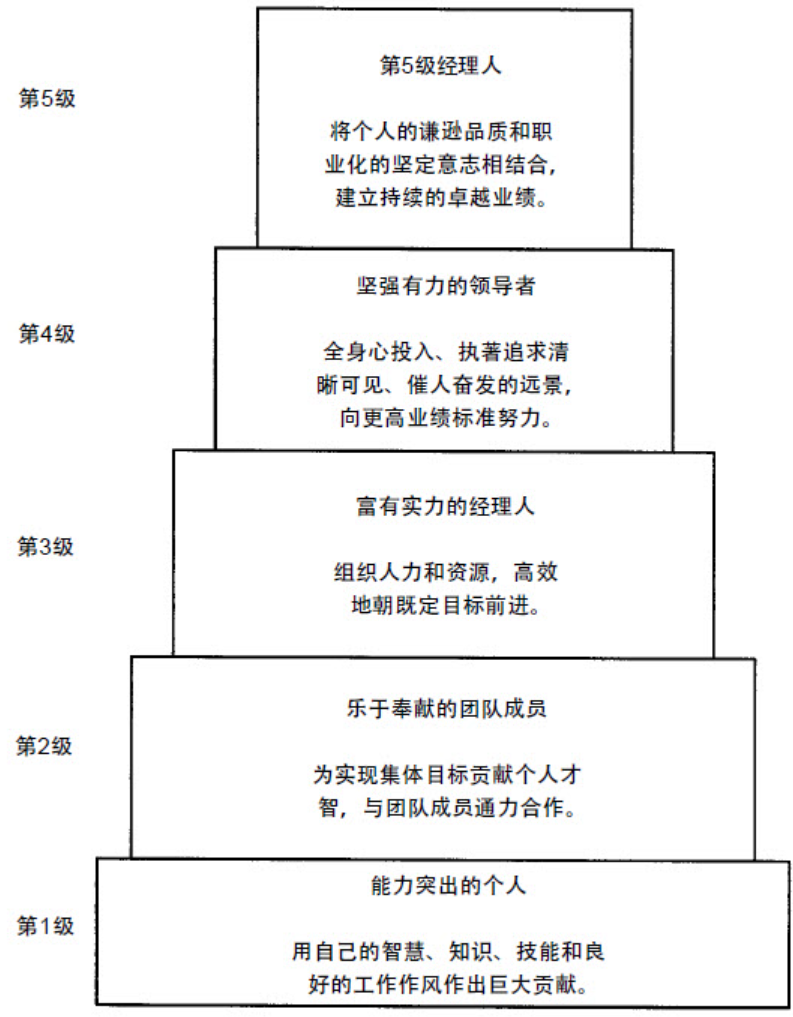 第5级
第5级经理人
将个人的谦逊品质和职
业化的坚定意志相结合，
建立持续的卓越业绩。
第4级
坚强有力的领导者
全身心投入、执著追求清
晰可见、催人奋发的远景，
向更高业绩标准努力。
第3级
富有实力的经理人
组织人力和资源，高效
地朝既定目标前进。
第2级
乐于奉献的团队成员
为实现集体目标贡献个人才
智，与团队成员通力合作。
第1级
能力突出的个人
用自己的智慧、知识、技能和良
好的工作作风作出巨大贡献。